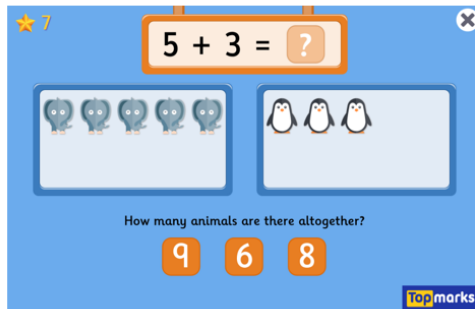 7
5 + 3 = ?
How many animals are there altogether?
9 6 8
Topmarks